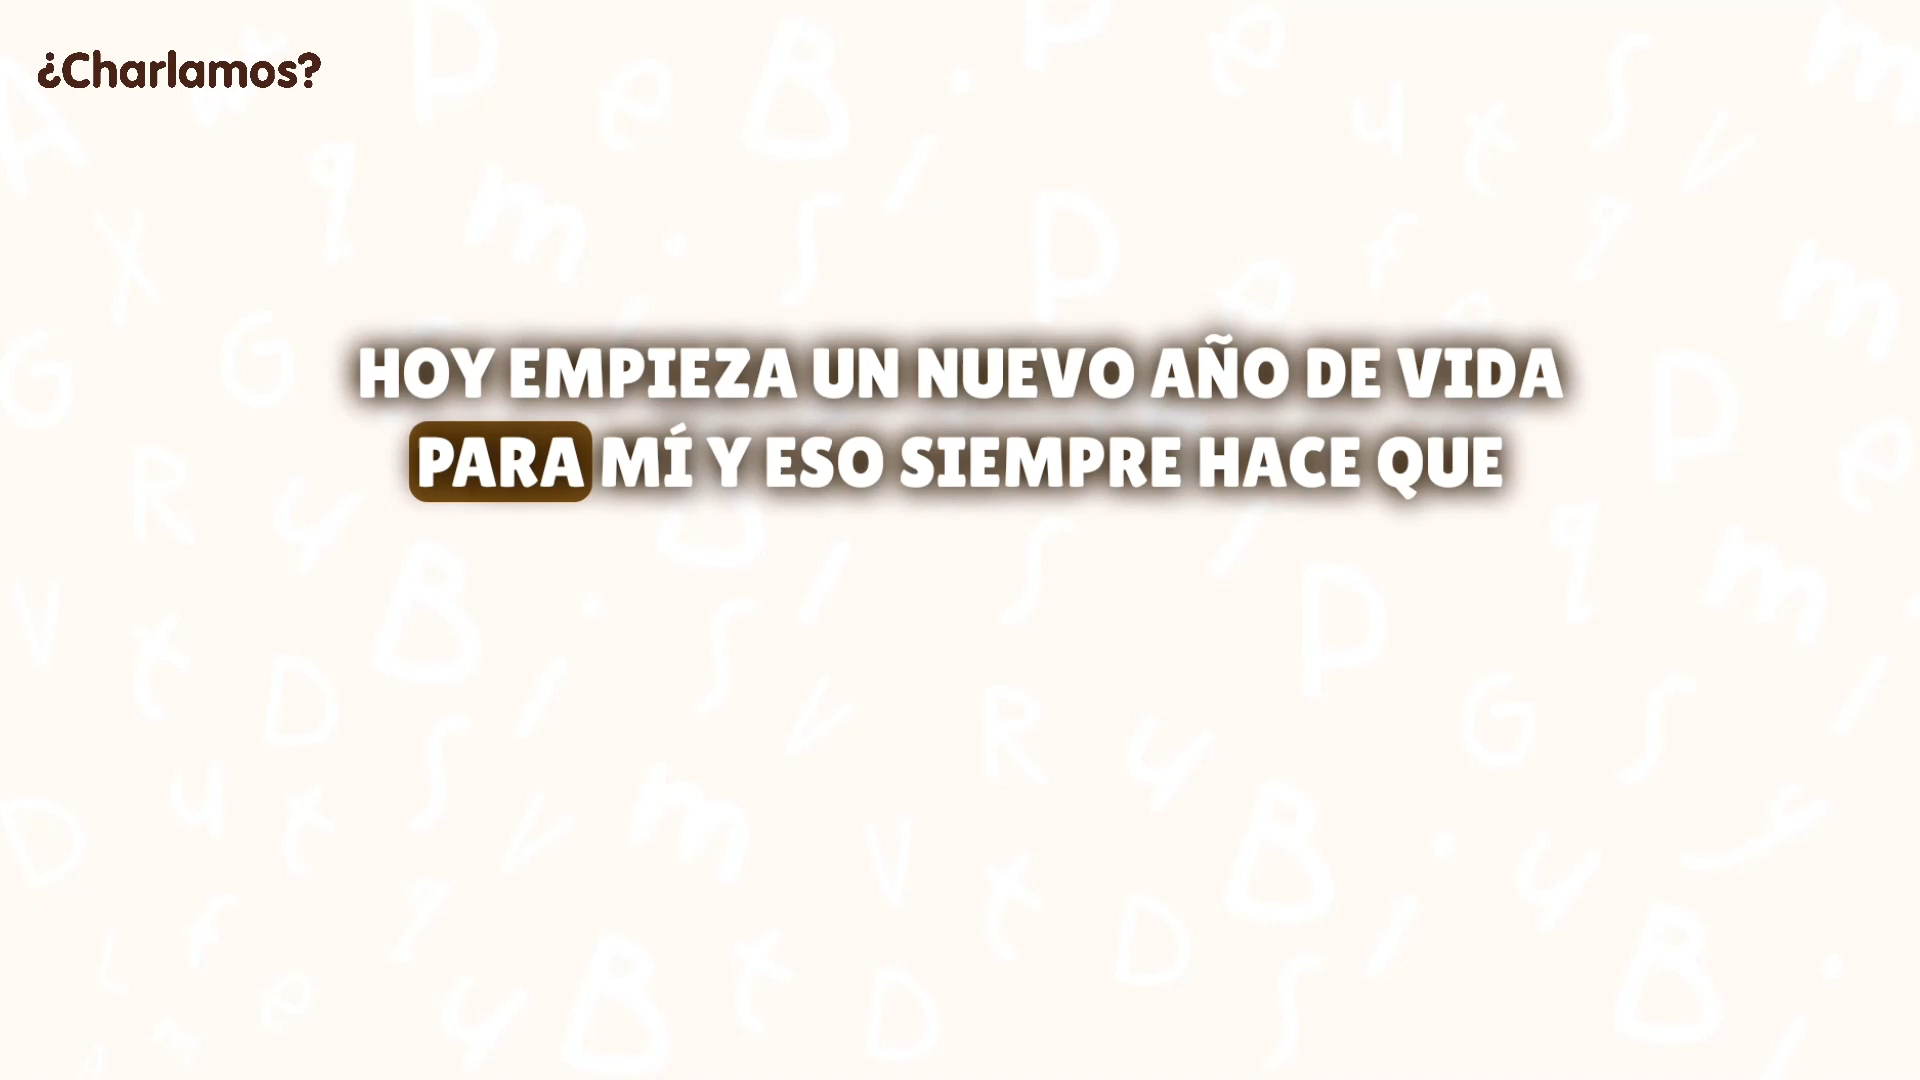 ¿Charlamos?
HOY EMPIEZA UN NUEVO AÑO DE VIDA
PARA MÍ Y ESO SIEMPRE HACE QUE